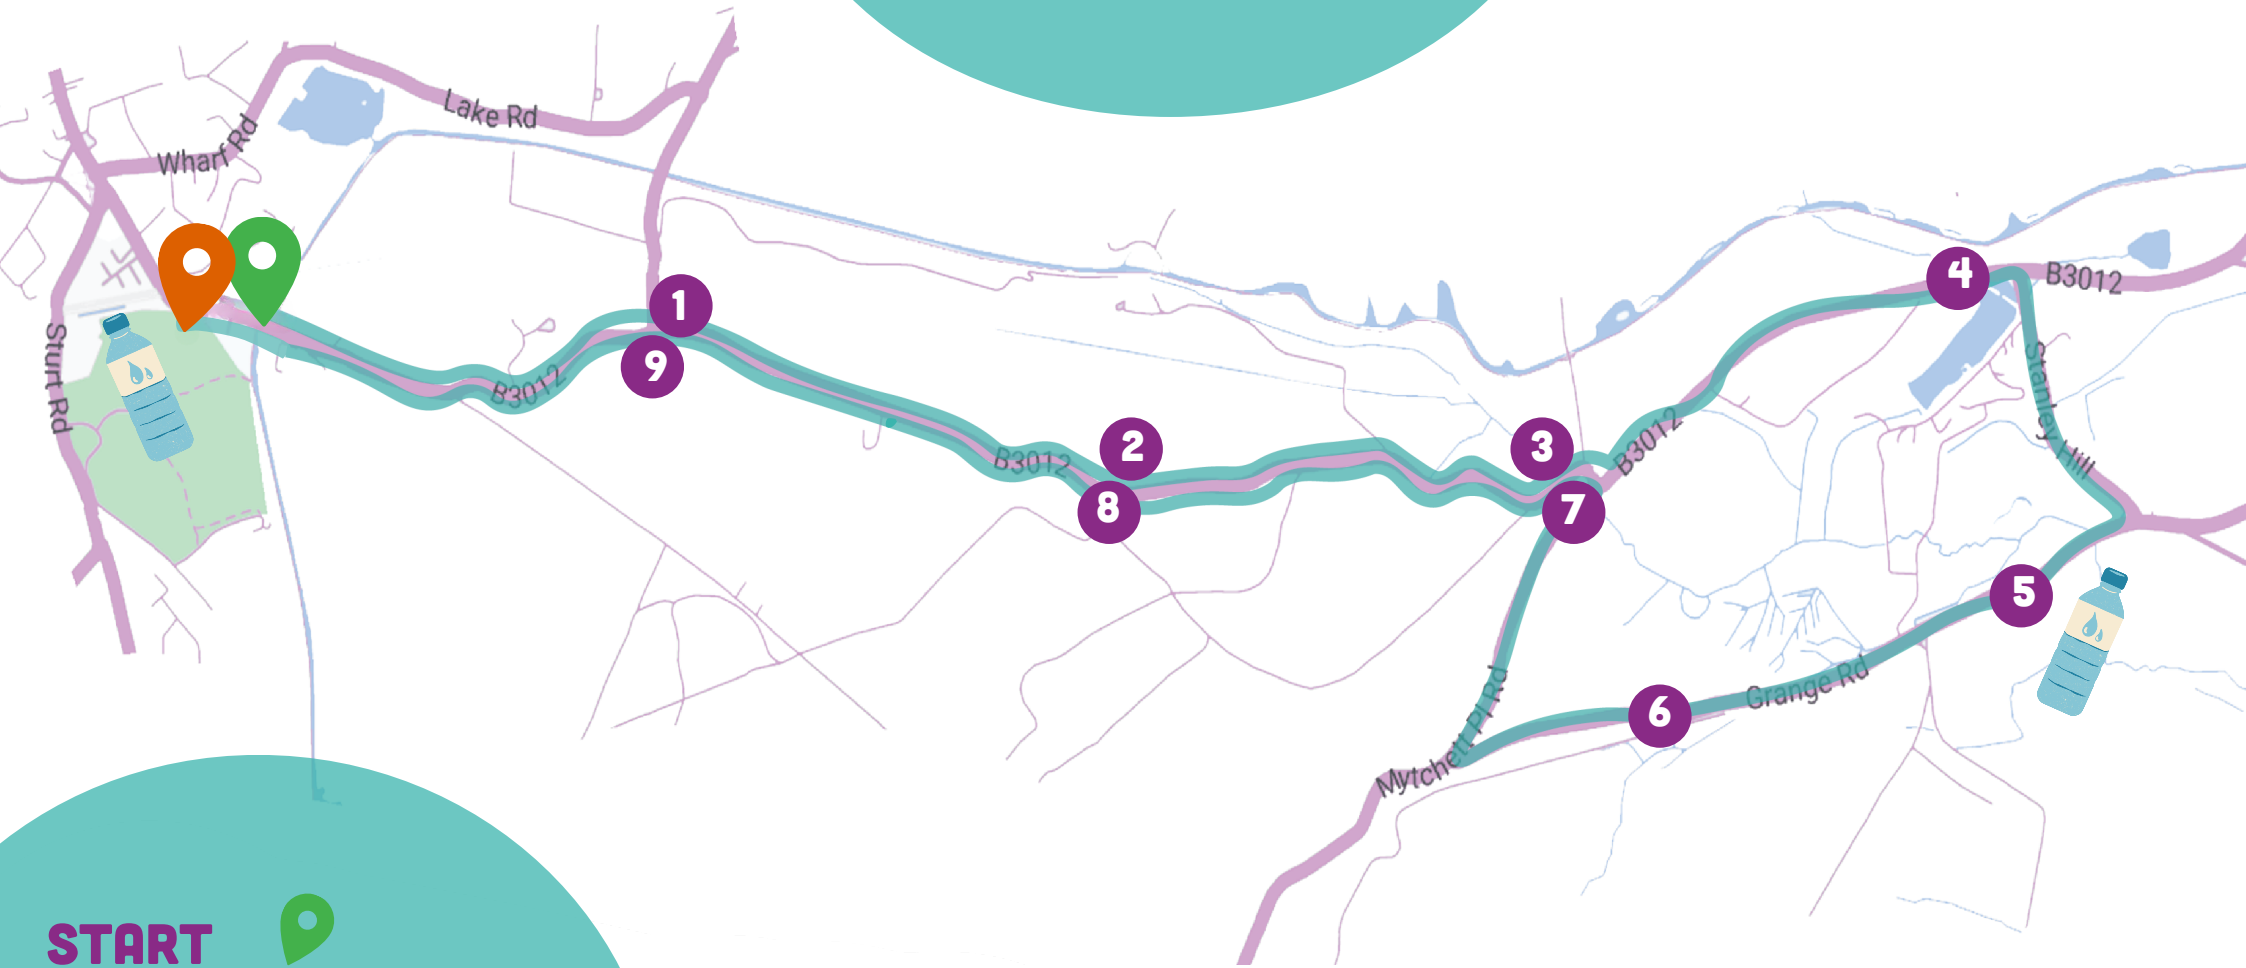 Lake Rd
Wharf Rd
Sturt Rd
1
9
B3012
B3012
2
8
3
7
B3012
4
B3012
Stanley Hill
5
6
Grange Rd
Mytchett Pl Rd
START